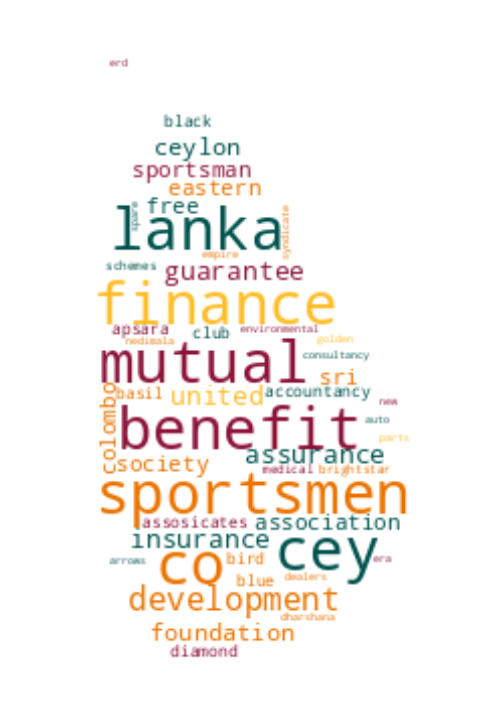 erd
black
ceylon
sportsman
eastern
free
spare
lanka
syndicate
empire
schemes
guarantee
finance
apsara
club
environmental
nedimala
golden
mutual
consultancy
sri
colombo
basil
united
accountancy
new
benefit
auto
parts
assurance
society
medical
brightstar
sportsmen
assosicates
association
insurance
cey
arrows
co
bird
era
blue
dealers
development
dharshana
foundation
diamond